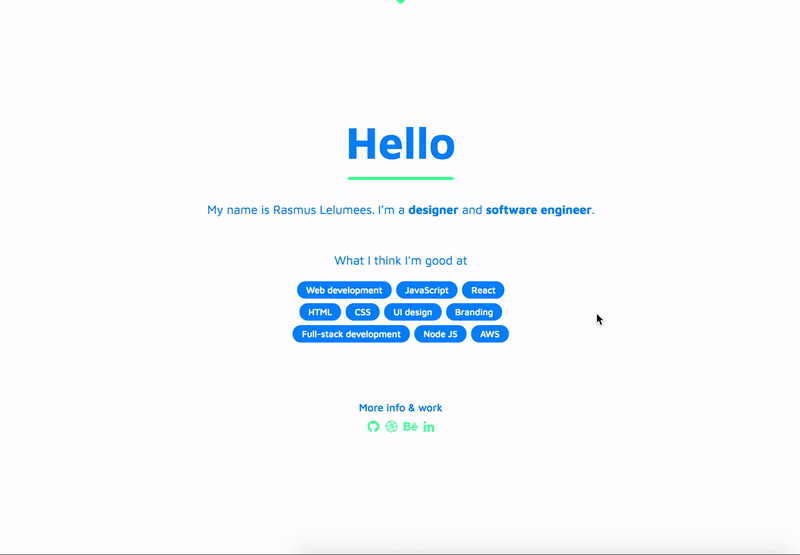 Hello
My name is Rasmus Lelumees. I'm a designer and software engineer.
What I think I'm good at
Web development JavaScript React
HTML CSS UI design Branding
Full-stack development Node JS AWS
More info & work
Bē in